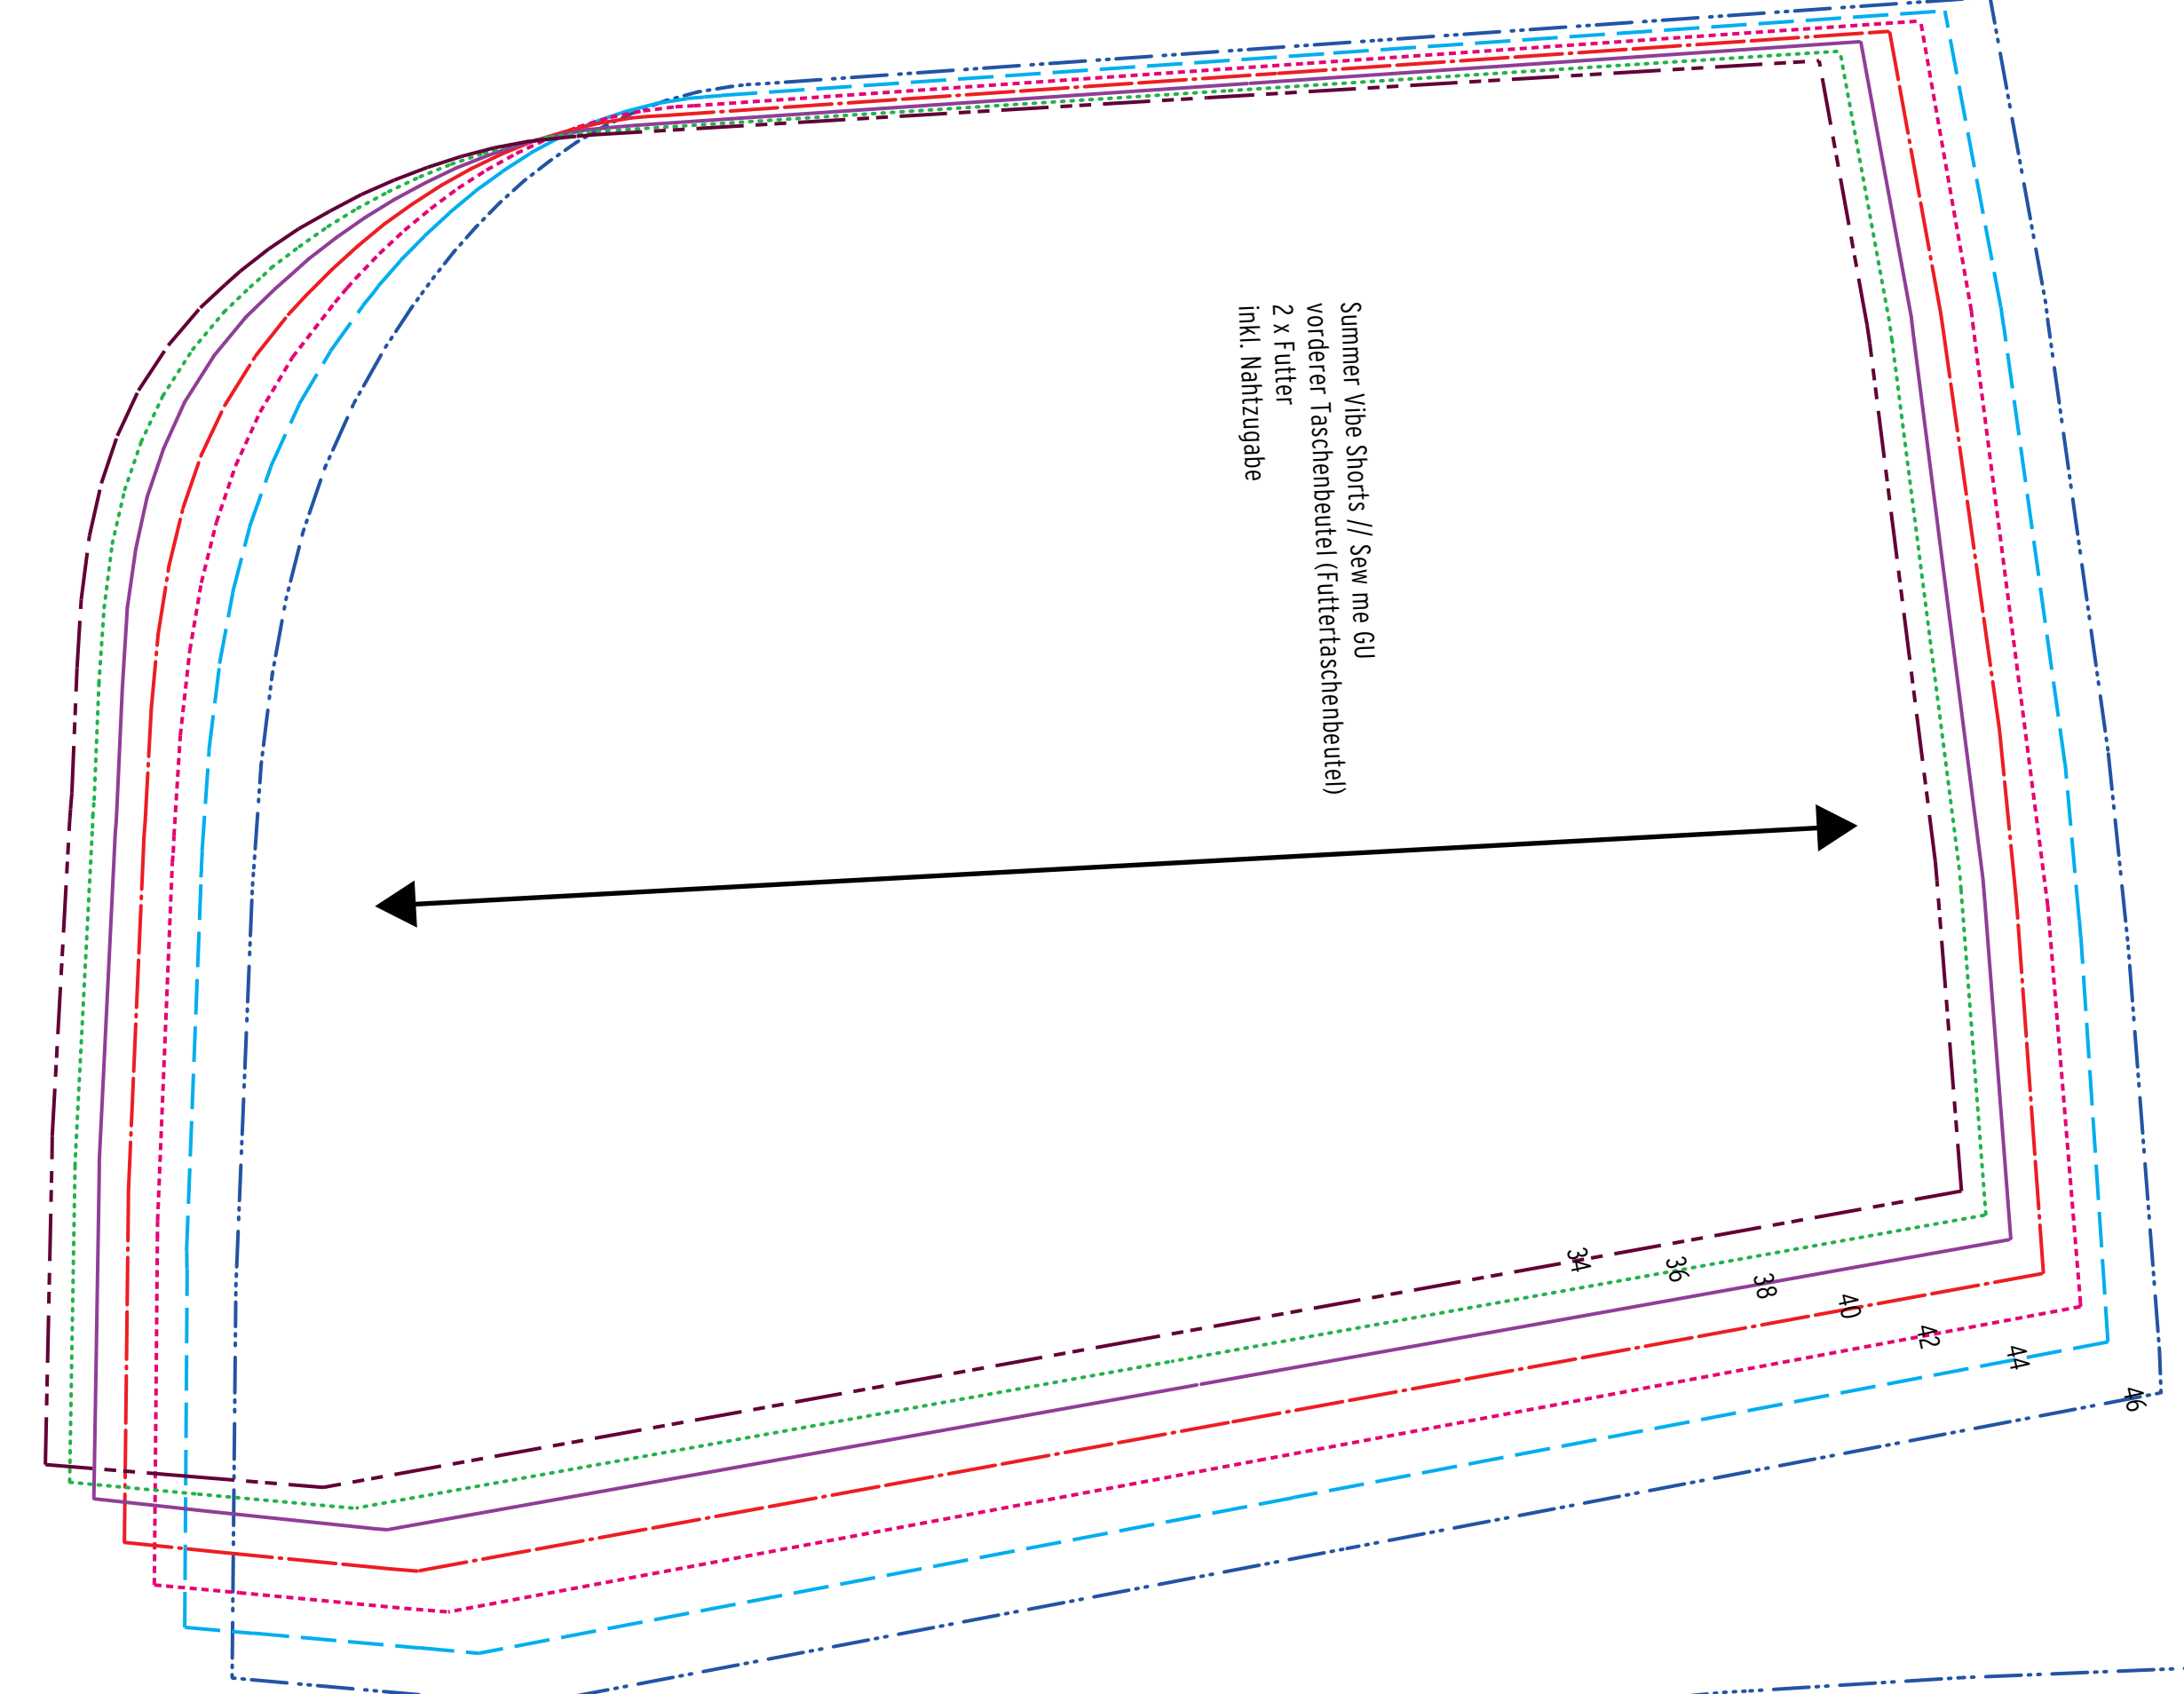 Summer Vibe Shorts // Sew me GU
vorderer Taschenbeutel (Futtertaschenbeutel)
2 x Futter
inkl. Nahtzugabe
34
36
38
40
42
44
46